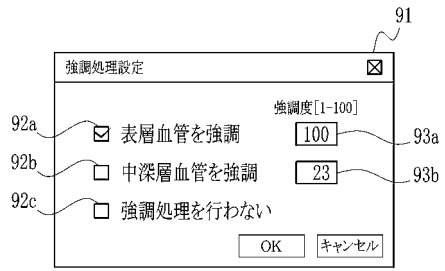 91
強調処理設定
強調度[1-100]
92a 表層血管を強調 100 93a
92b 中深層血管を強調 23 93b
92c 強調処理を行わない
OK キャンセル